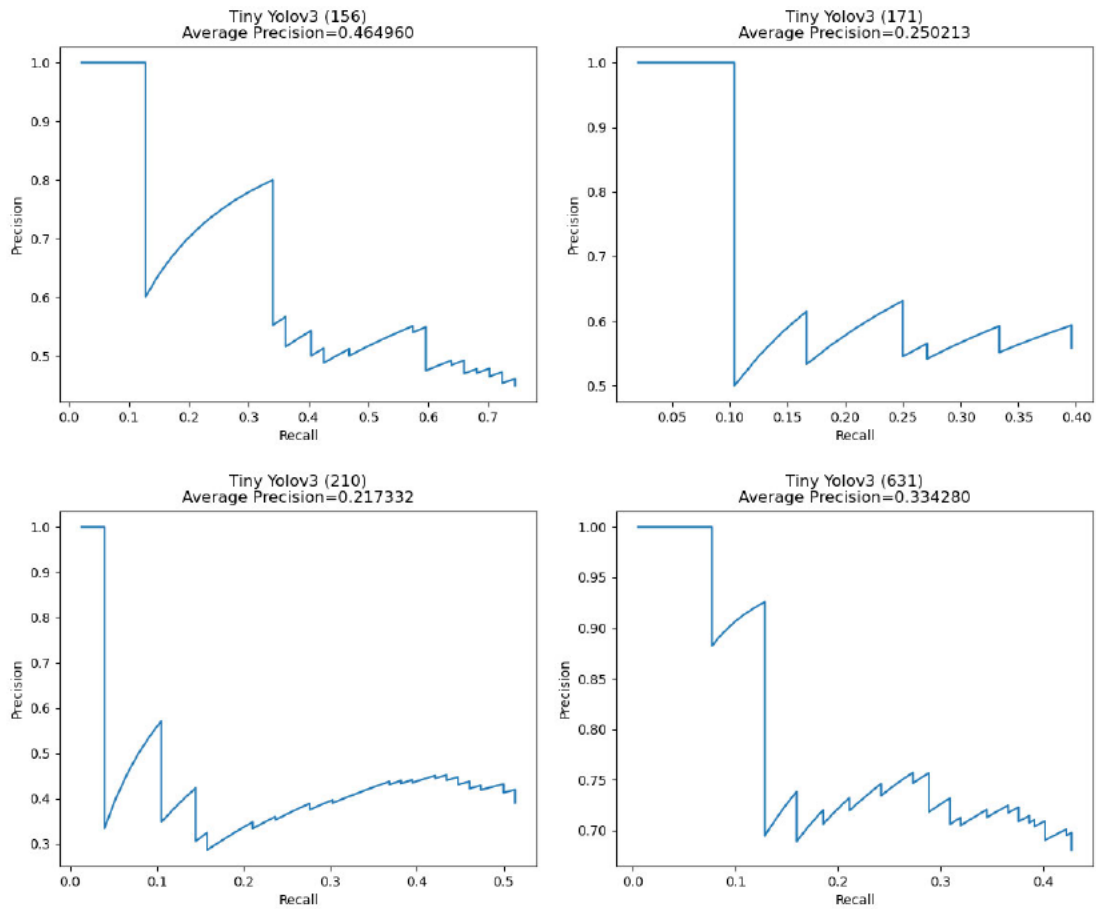 Tiny Yolov3 (156)
Average Precision=0.464960
1.0
0.9
0.8
0.7
0.6
0.5
Precision
0.0 0.1 0.2 0.3 0.4 0.5 0.6 0.7
Recall
Tiny Yolov3 (171)
Average Precision=0.250213
1.0
0.9
0.8
0.7
0.6
0.5
Precision
0.05 0.10 0.15 0.20 0.25 0.30 0.35 0.40
Recall
Tiny Yolov3 (210)
Average Precision=0.217332
1.0
0.9
0.8
0.7
0.6
0.5
0.4
0.3
Precision
0.0 0.1 0.2 0.3 0.4 0.5
Recall
Tiny Yolov3 (631)
Average Precision=0.334280
1.00
0.95
0.90
0.85
0.80
0.75
0.70
Precision
0.0 0.1 0.2 0.3 0.4
Recall